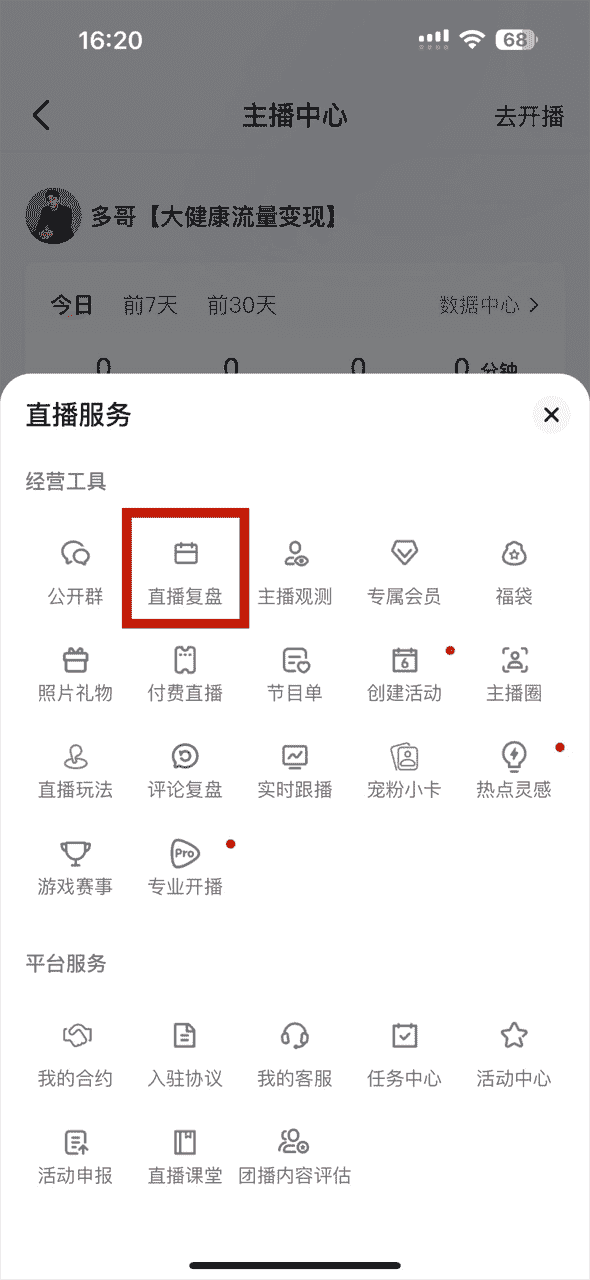 16:20
68
主播中心 去开播
多哥【大健康流量变现】
今日 前7天 前30天 数据中心
0 0 0 0 分钟
直播服务
经营工具
公开群 直播复盘 主播观测 专属会员 福袋
6
照片礼物 付费直播 节目单 创建活动 主播圈
直播玩法 评论复盘 实时跟播 宠粉小卡 热点灵感
Pro
游戏赛事 专业开播
平台服务
我的合约 入驻协议 我的客服 任务中心 活动中心
活动申报 直播课堂 团播内容评估